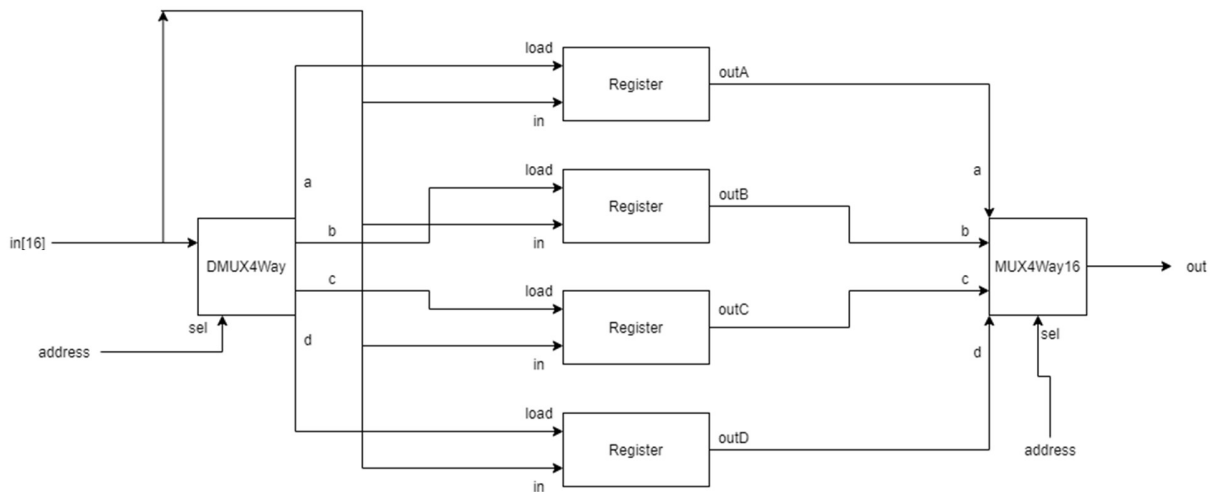 load
Register
outA
in
a
a
load
Register
outB
in
b
b
in[16]
DMUX4Way
MUX4Way16
out
c
c
load
Register
outC
in
sel
sel
address
d
d
load
Register
outD
in
address